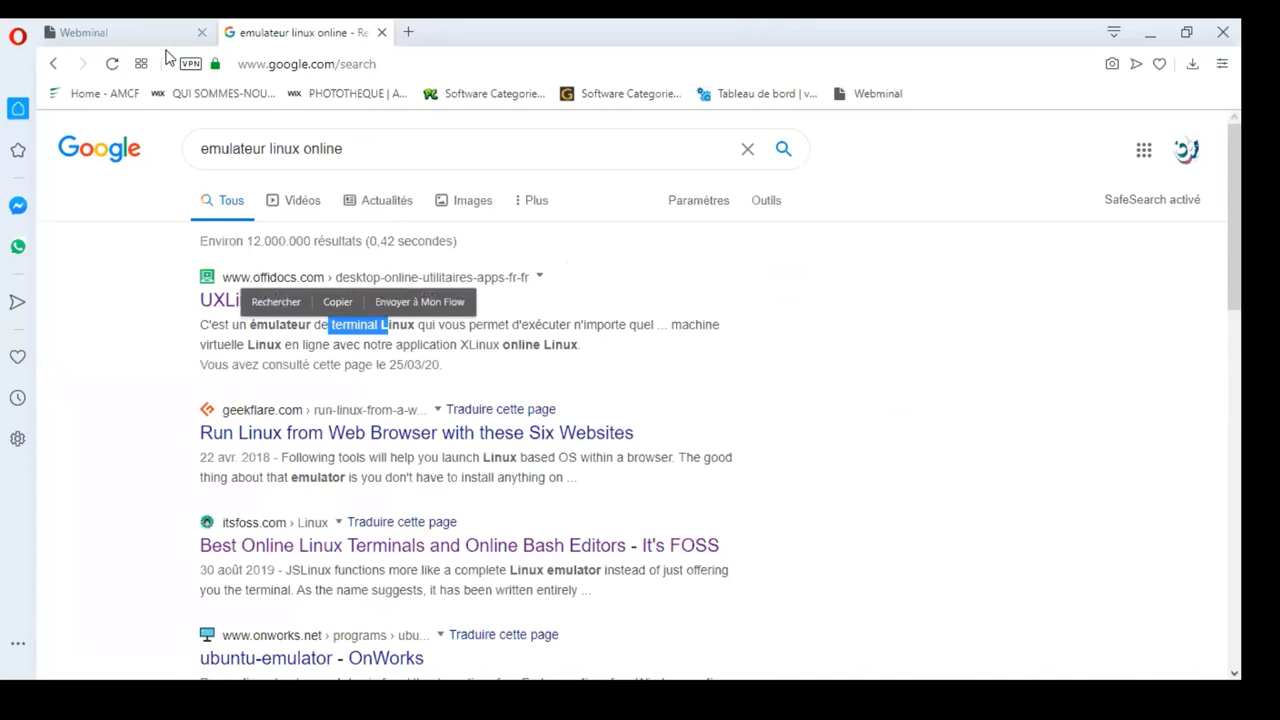 Webminal
emulateur linux online - Re
VPN
www.google.com/search
Home - AMCF
WIX QUI SOMMES-NOU...
WIX PHOTOTHEQUE | A...
Software Categorie...
Software Categorie...
Tableau de bord | v...
Webminal
Google
emulateur linux online
Tous
Vidéos
Actualités
Images
Plus
Paramètres
Outils
SafeSearch activé
Environ 12.000.000 résultats (0,42 secondes)
www.offidocs.com › desktop-online-utilitaires-apps-fr-fr
UXLi
Rechercher
Copier
Envoyer à Mon Flow
C'est un émulateur de terminal Linux qui vous permet d'exécuter n'importe quel ... machine
virtuelle Linux en ligne avec notre application XLinux online Linux.
Vous avez consulté cette page le 25/03/20.
geekflare.com › run-linux-from-a-w... Traduire cette page
Run Linux from Web Browser with these Six Websites
22 avr. 2018 - Following tools will help you launch Linux based OS within a browser. The good
thing about that emulator is you don't have to install anything on ...
itsfoss.com › Linux Traduire cette page
Best Online Linux Terminals and Online Bash Editors - It's FOSS
30 août 2019 - JSLinux functions more like a complete Linux emulator instead of just offering
you the terminal. As the name suggests, it has been written entirely ...
www.onworks.net › programs › ubu... Traduire cette page
ubuntu-emulator - OnWorks